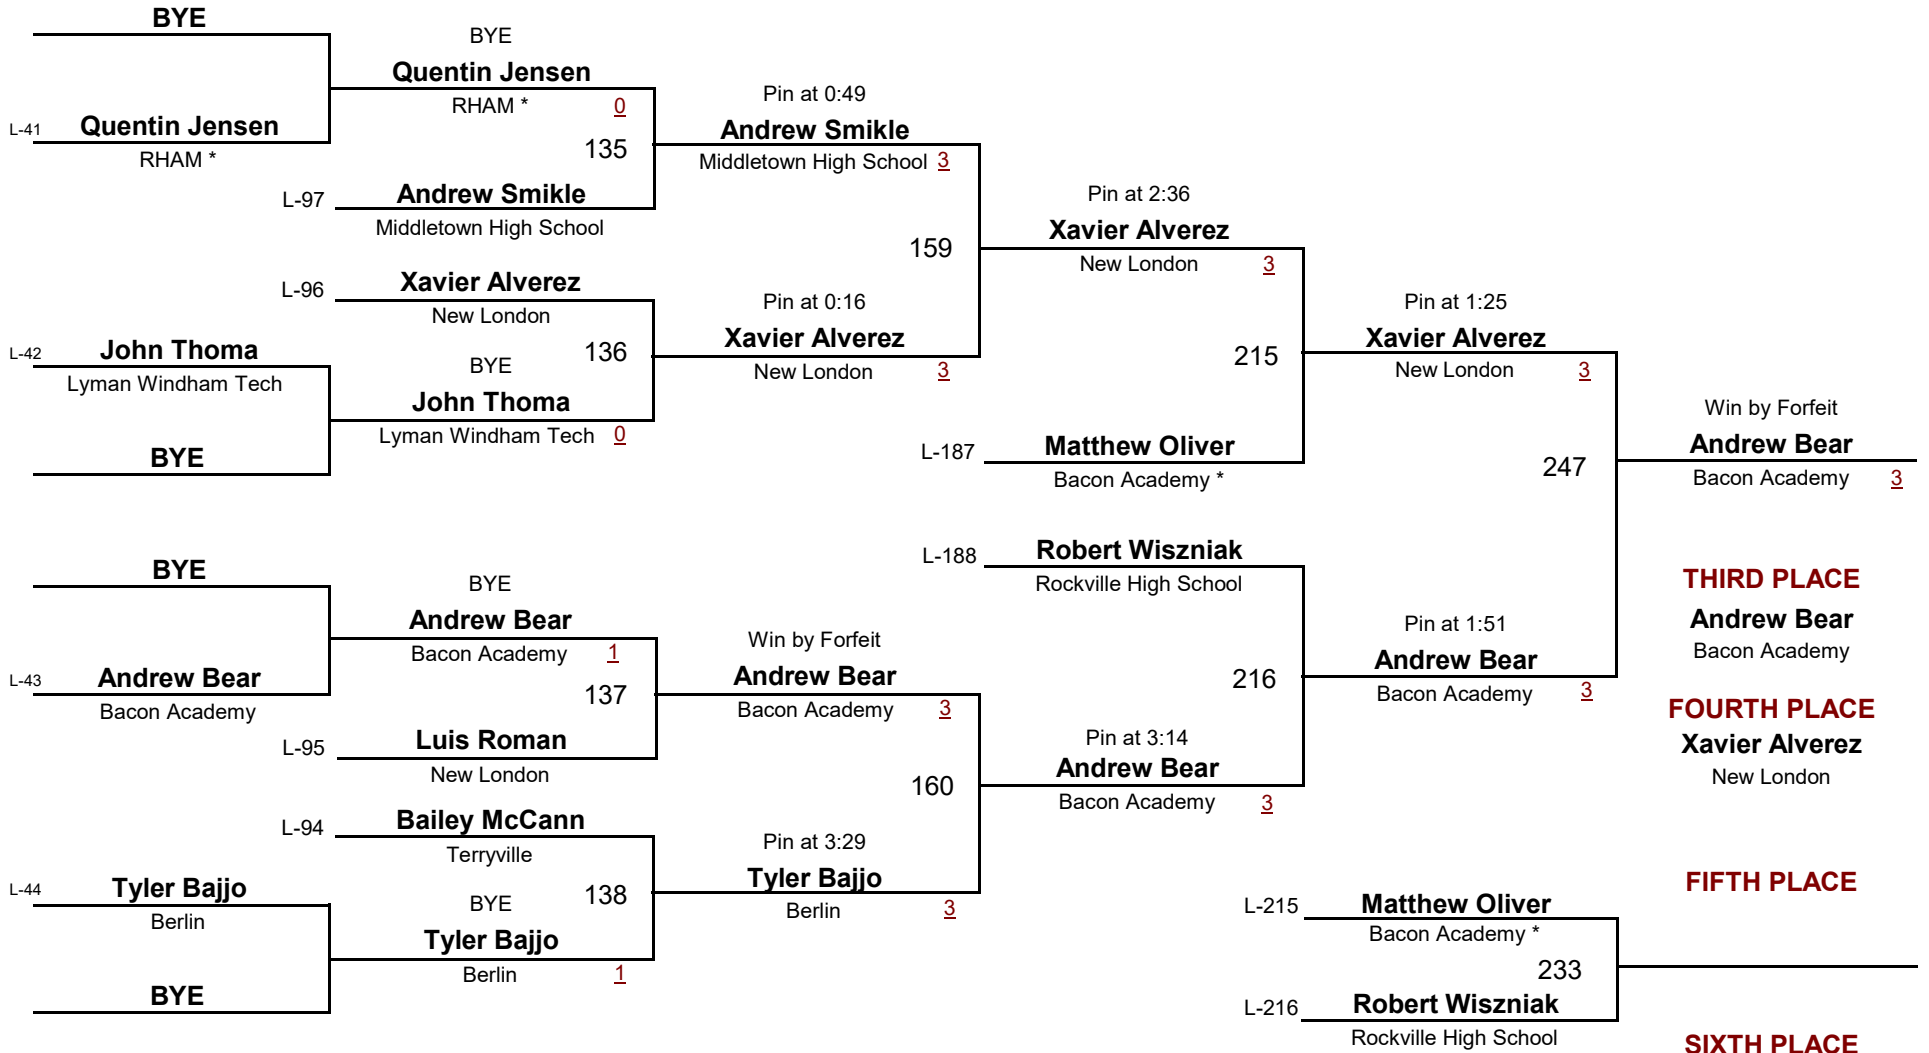 BYE
L-41 Quentin Jensen
RHAM *
BYE
Quentin Jensen
RHAM * 0
135
L-97 Andrew Smikle
Middletown High School
L-96 Xavier Alverez
New London
136
L-42 John Thoma
Lyman Windham Tech
BYE
BYE
John Thoma
Lyman Windham Tech 0
Pin at 0:49
Andrew Smikle
Middletown High School 3
159
Pin at 0:16
Xavier Alverez
New London 3
Pin at 2:36
Xavier Alverez
New London 3
215
L-187 Matthew Oliver
Bacon Academy *
Pin at 1:25
Xavier Alverez
New London 3
247
Win by Forfeit
Andrew Bear
Bacon Academy 3
BYE
L-43 Andrew Bear
Bacon Academy
BYE
Andrew Bear
Bacon Academy 1
137
L-95 Luis Roman
New London
L-94 Bailey McCann
Terryville
138
L-44 Tyler Bajjo
Berlin
BYE
BYE
Tyler Bajjo
Berlin 1
Win by Forfeit
Andrew Bear
Bacon Academy 3
160
Pin at 3:29
Tyler Bajjo
Berlin 3
L-188 Robert Wiszniak
Rockville High School
216
Pin at 3:14
Andrew Bear
Bacon Academy 3
Pin at 1:51
Andrew Bear
Bacon Academy 3
THIRD PLACE
Andrew Bear
Bacon Academy
FOURTH PLACE
Xavier Alverez
New London
FIFTH PLACE
L-215 Matthew Oliver
Bacon Academy *
233
L-216 Robert Wiszniak
Rockville High School
SIXTH PLACE